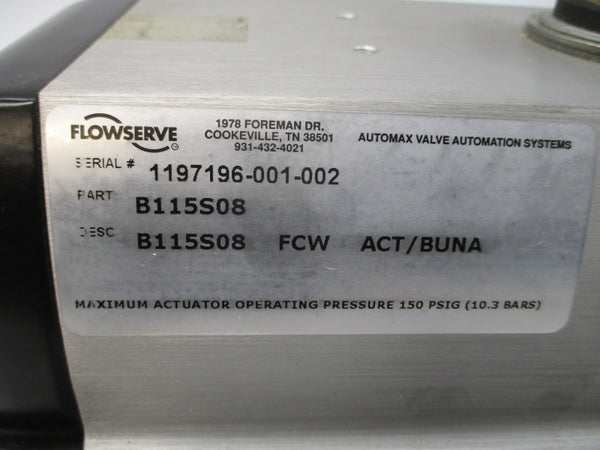 FLOWSERVE
1978 FOREMAN DR.
COOKEVILLE, TN 38501
931-432-4021
AUTOMAX VALVE AUTOMATION SYSTEMS
SERIAL # 1197196-001-002
PART B115S08
DESC B115S08 FCW ACT/BUNA
MAXIMUM ACTUATOR OPERATING PRESSURE 150 PSIG (10.3 BARS)